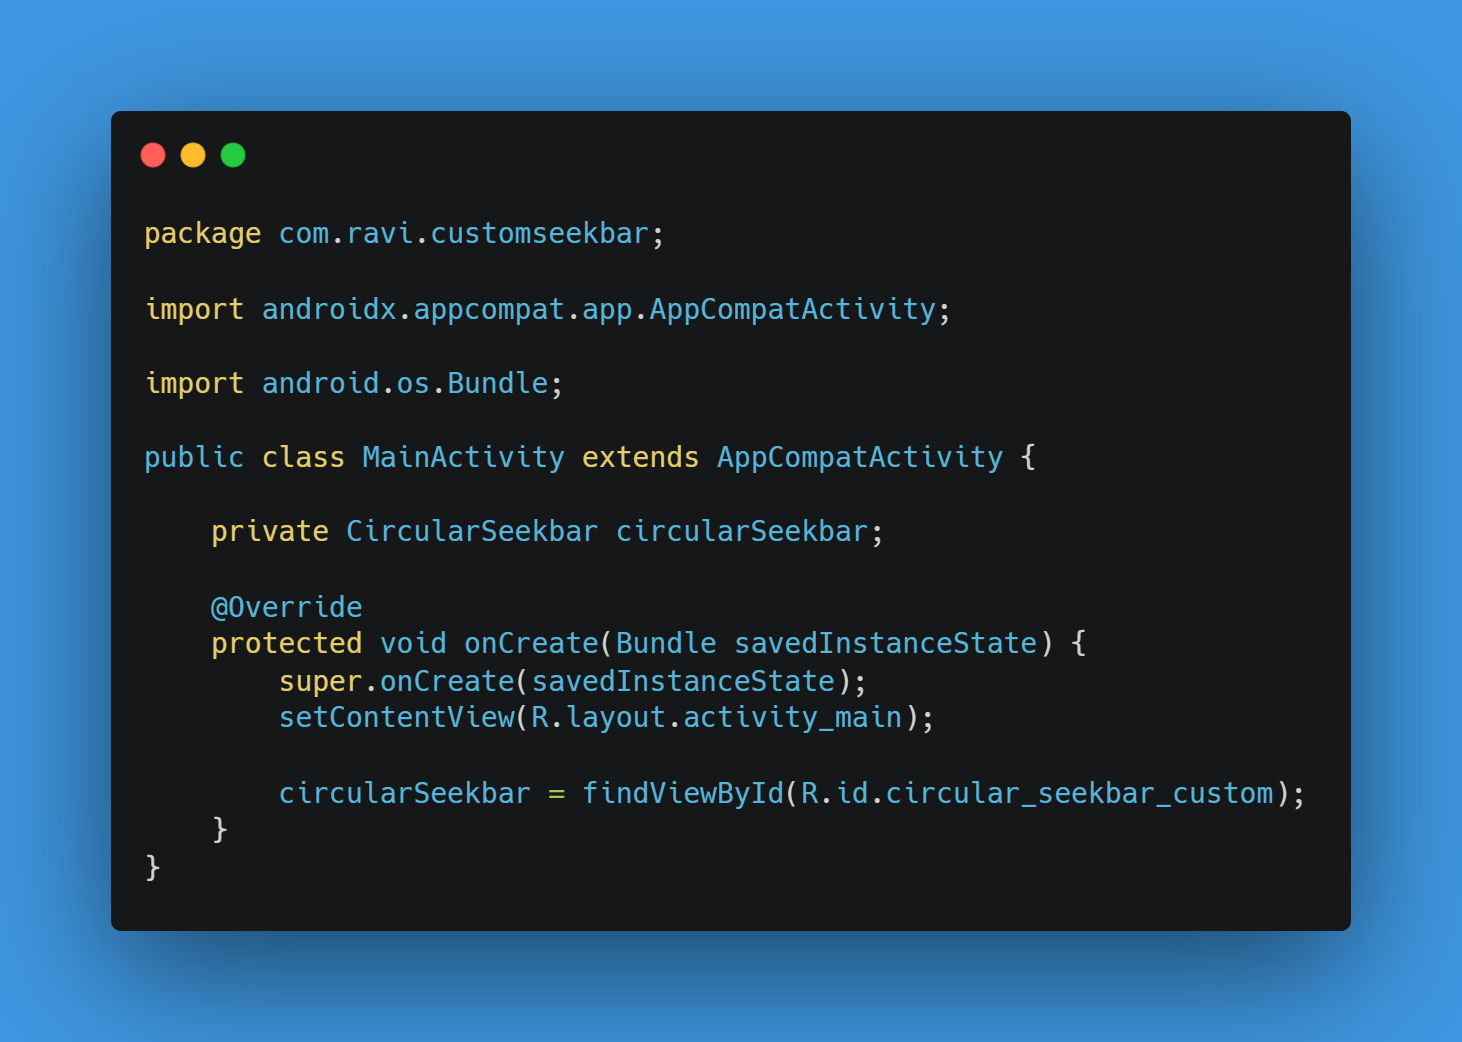 package com.ravi.customseekbar;

import androidx.appcompat.app.AppCompatActivity;

import android.os.Bundle;

public class MainActivity extends AppCompatActivity {

    private CircularSeekbar circularSeekbar;

    @Override
    protected void onCreate(Bundle savedInstanceState) {
        super.onCreate(savedInstanceState);
        setContentView(R.layout.activity_main);

        circularSeekbar = findViewById(R.id.circular_seekbar_custom);
    }
}